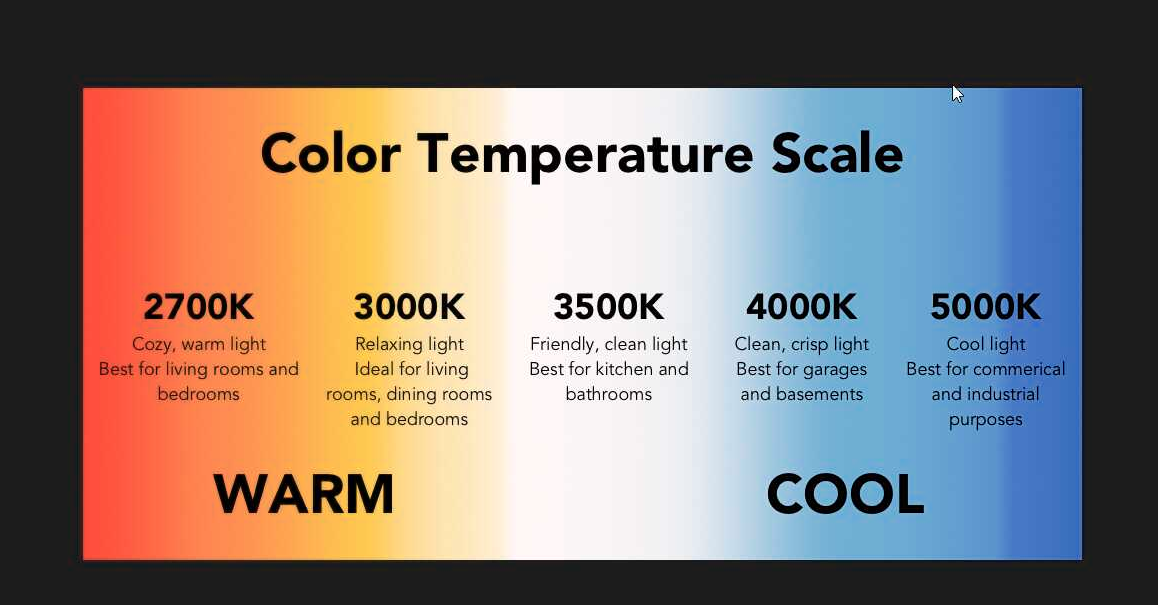 Color Temperature Scale
2700K
Cozy, warm light
Best for living rooms and
bedrooms
3000K
Relaxing light
Ideal for living
rooms, dining rooms
and bedrooms
3500K
Friendly, clean light
Best for kitchen and
bathrooms
4000K
Clean, crisp light
Best for garages
and basements
5000K
Cool light
Best for commerical
and industrial
purposes
WARM
COOL